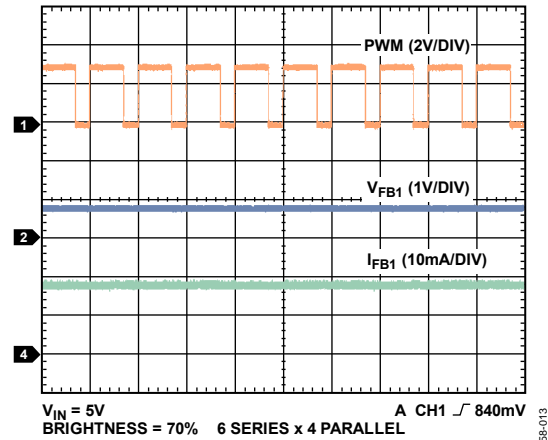 PWM (2V/DIV)
1
VFB1 (1V/DIV)
2
IFB1 (10mA/DIV)
4
VIN = 5V A CH1 840mV
BRIGHTNESS = 70% 6 SERIES x 4 PARALLEL
58-013